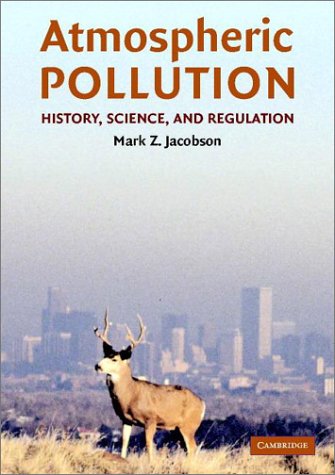 Atmospheric
POLLUTION
HISTORY, SCIENCE, AND REGULATION
Mark Z. Jacobson
CAMBRIDGE